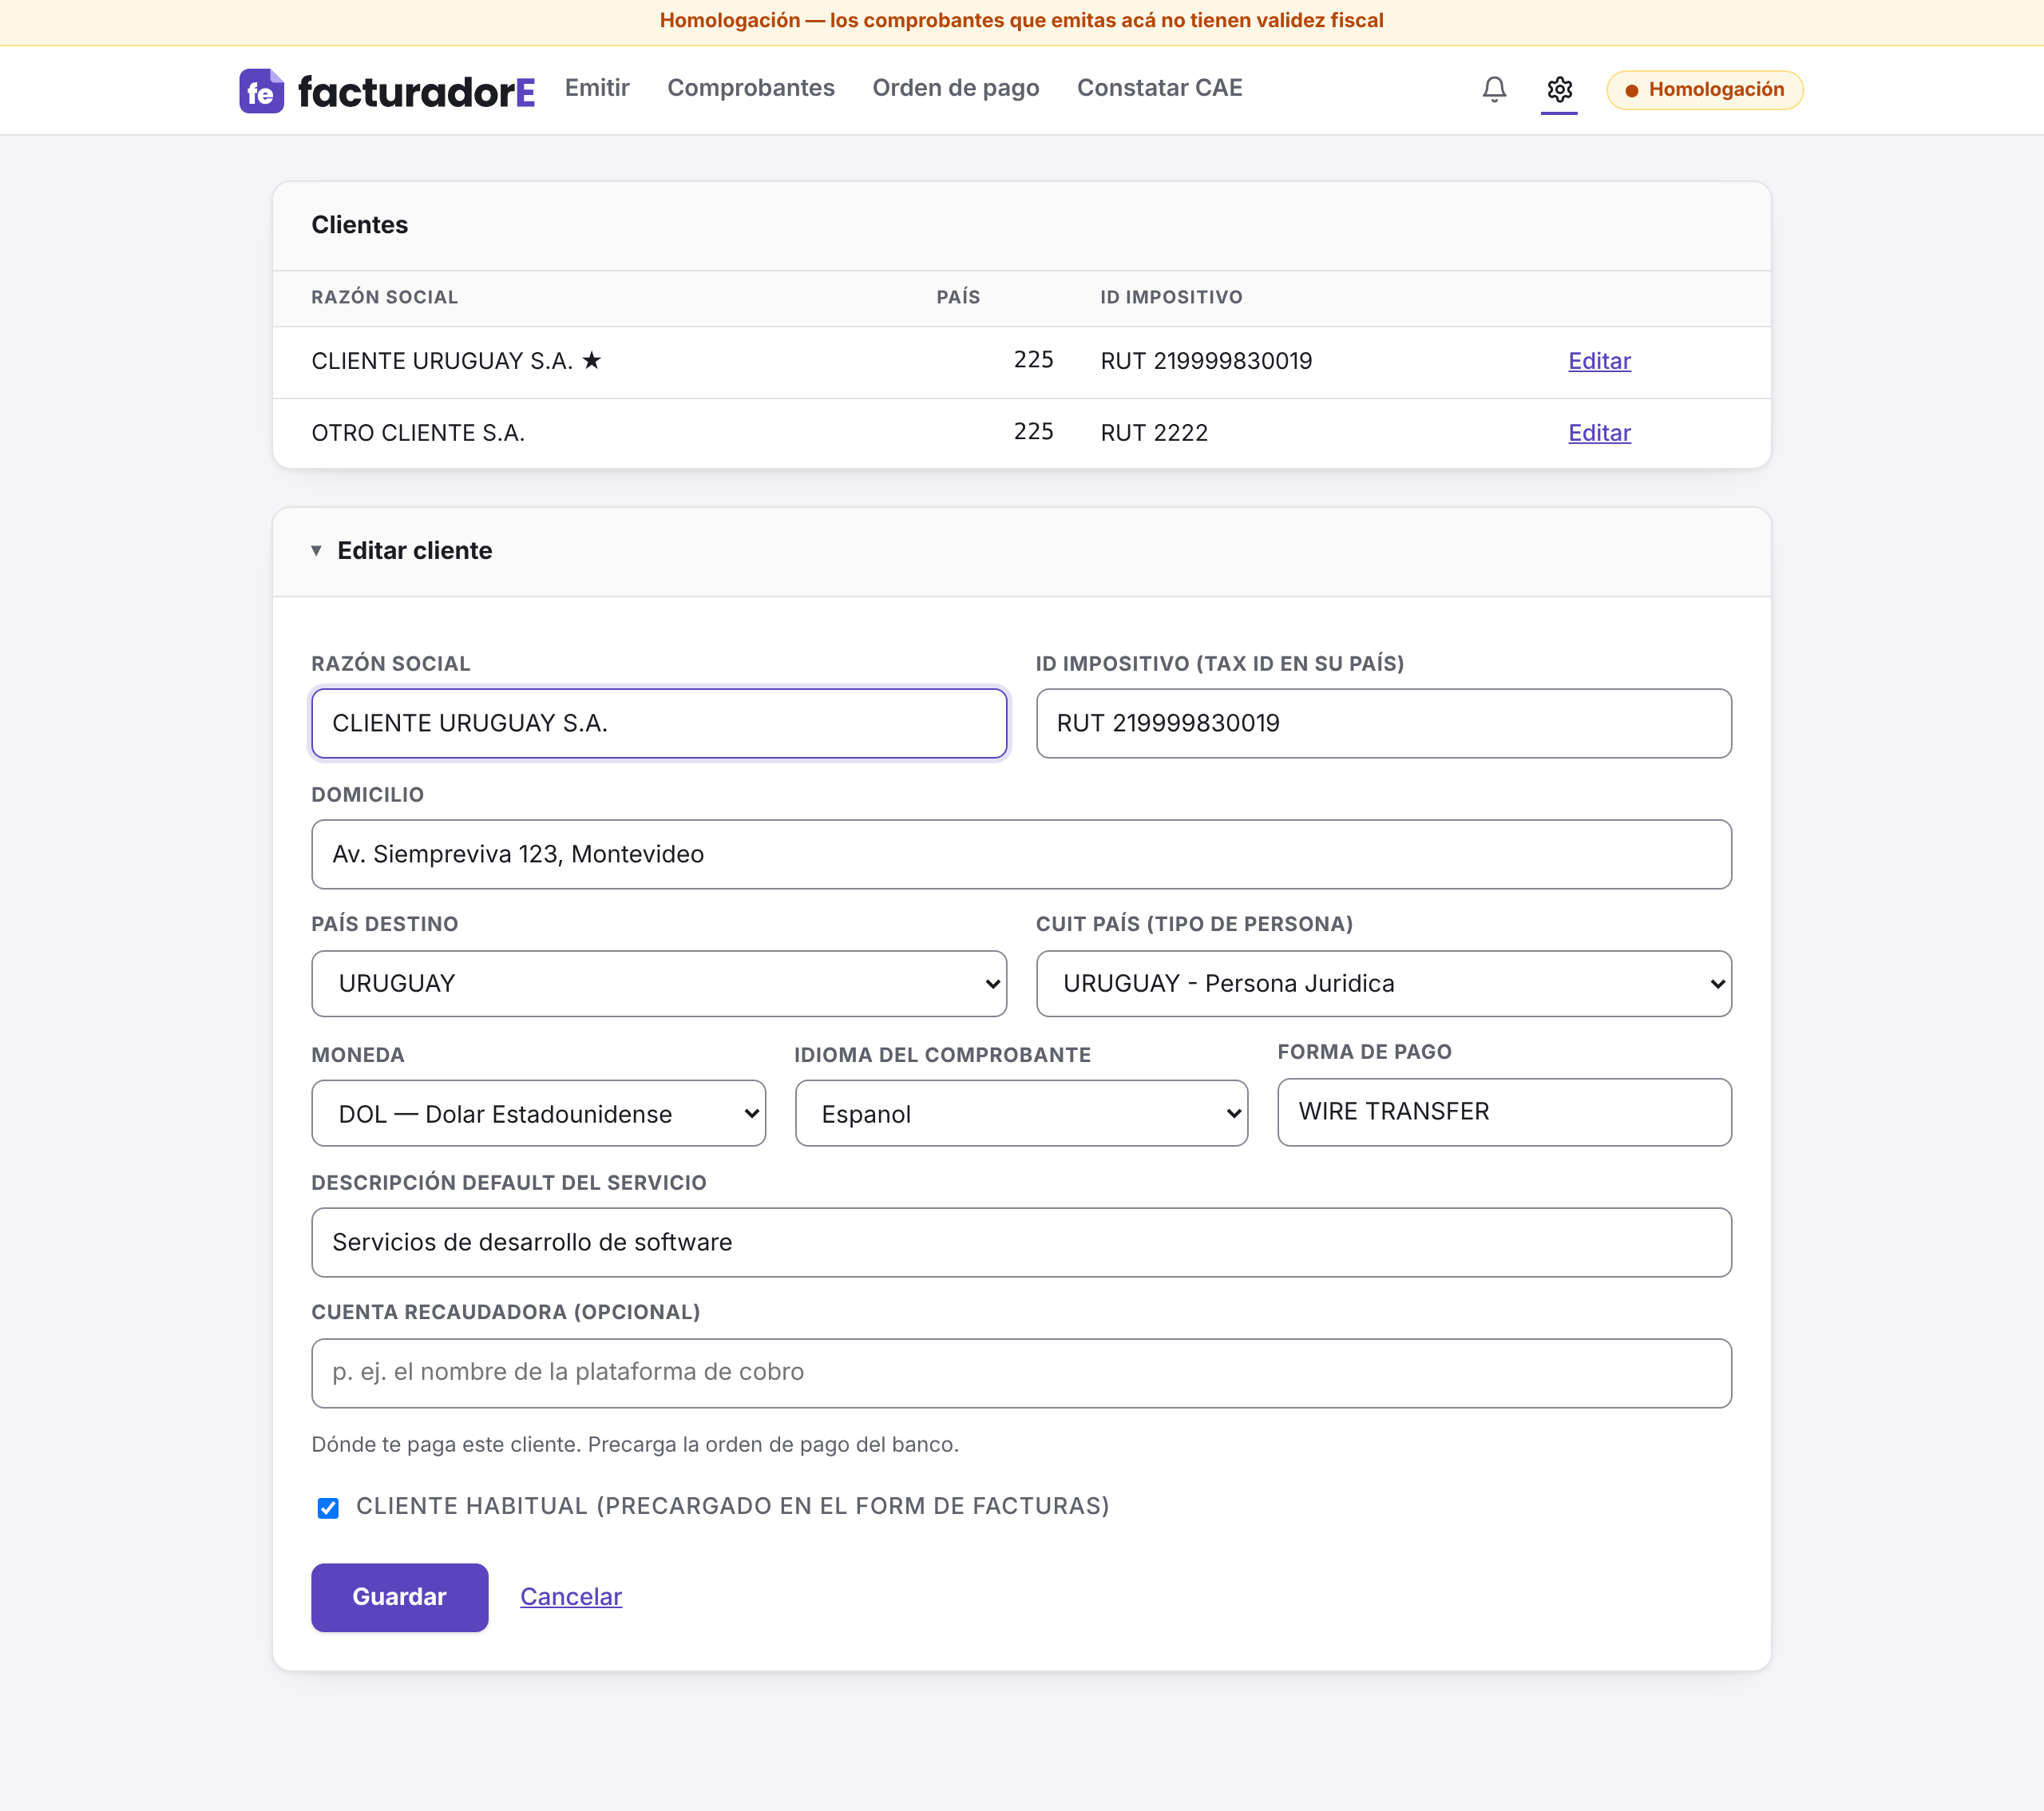 Homologación — los comprobantes que emitas acá no tienen validez fiscal
fe facturadorE Emitir Comprobantes Orden de pago Constatar CAE Homologación
Clientes
RAZÓN SOCIAL PAÍS ID IMPOSITIVO
CLIENTE URUGUAY S.A. ★ 225 RUT 219999830019 Editar
OTRO CLIENTE S.A. 225 RUT 2222 Editar
▼ Editar cliente
RAZÓN SOCIAL ID IMPOSITIVO (TAX ID EN SU PAÍS)
CLIENTE URUGUAY S.A. RUT 219999830019
DOMICILIO
Av. Siempreviva 123, Montevideo
PAÍS DESTINO CUIT PAÍS (TIPO DE PERSONA)
URUGUAY URUGUAY - Persona Juridica
MONEDA IDIOMA DEL COMPROBANTE FORMA DE PAGO
DOL — Dolar Estadounidense Espanol WIRE TRANSFER
DESCRIPCIÓN DEFAULT DEL SERVICIO
Servicios de desarrollo de software
CUENTA RECAUDADORA (OPCIONAL)
p. ej. el nombre de la plataforma de cobro
Dónde te paga este cliente. Precarga la orden de pago del banco.
CLIENTE HABITUAL (PRECARGADO EN EL FORM DE FACTURAS)
Guardar Cancelar